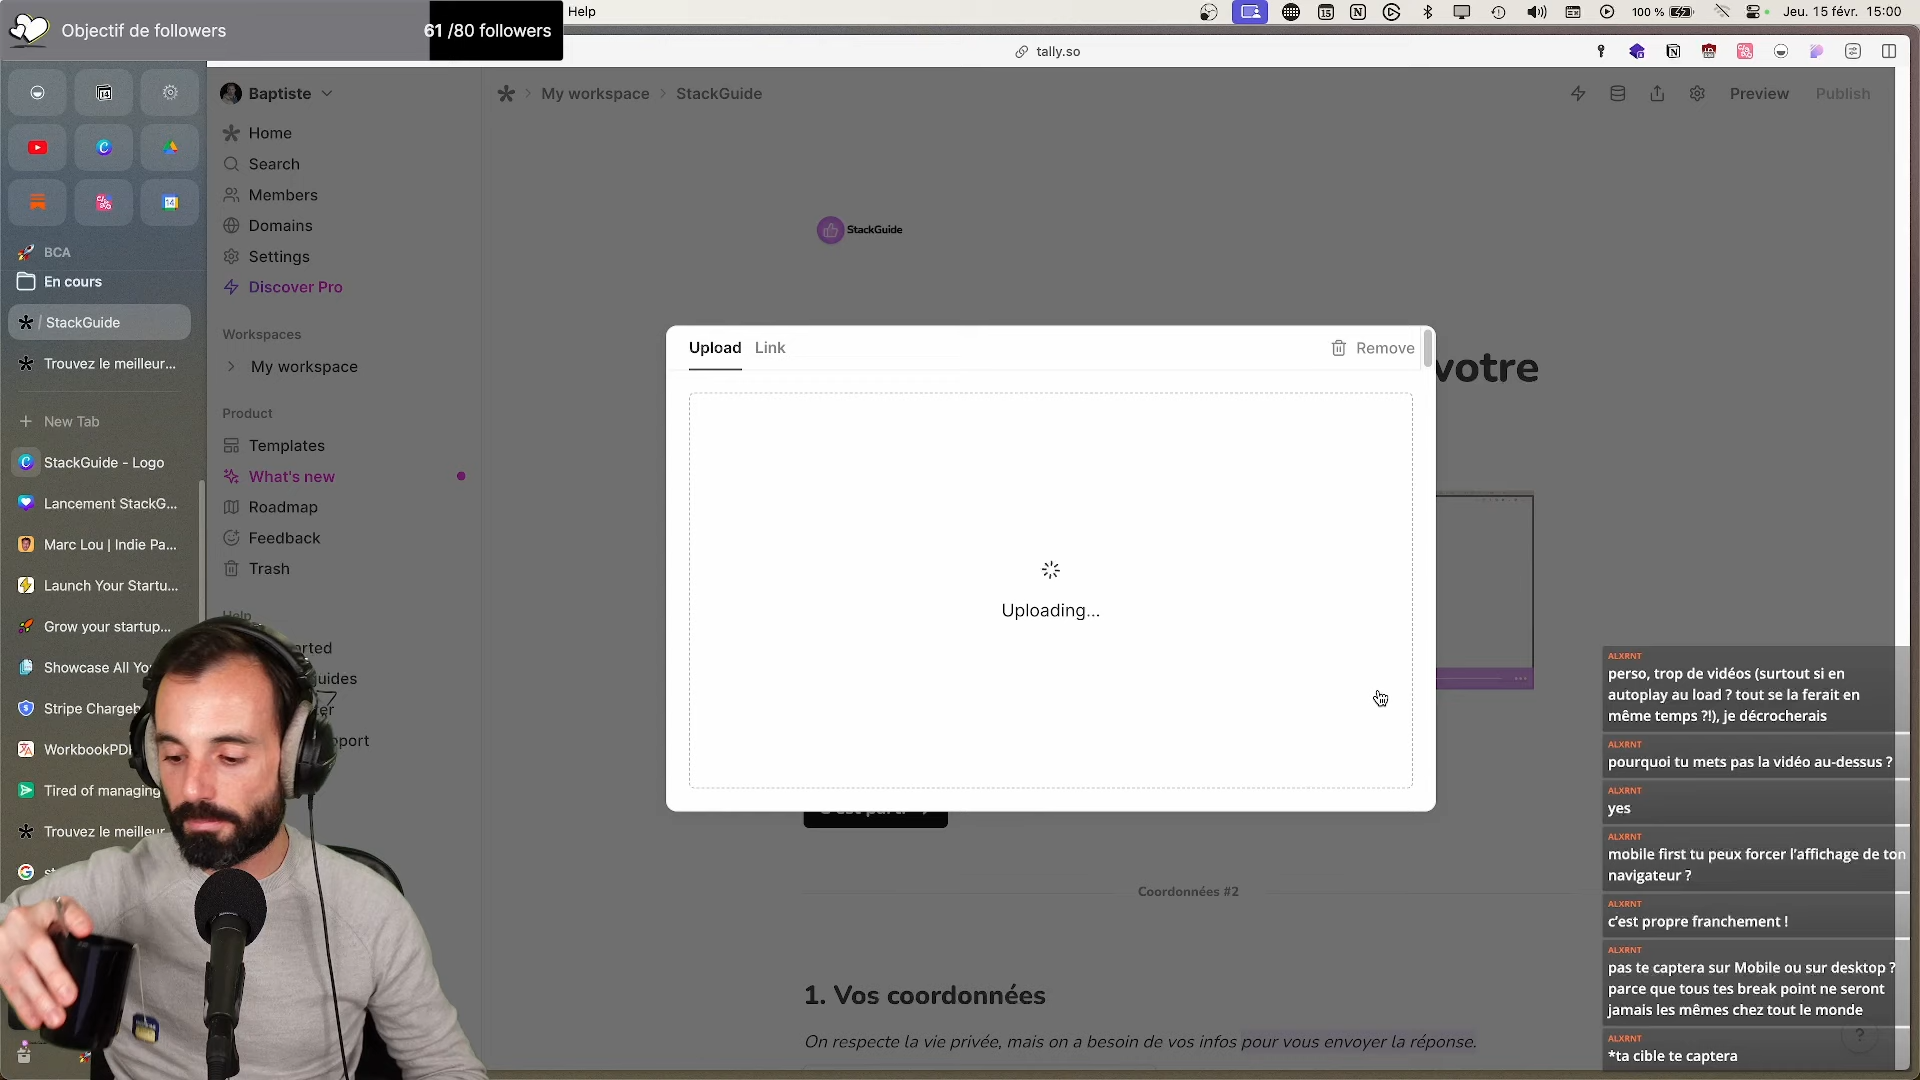 Objectif de followers
61 /80 followers
Help
100 %
Jeu. 15 févr. 15:00
tally.so
Baptiste
My workspace
StackGuide
Preview
Publish
Home
Search
Members
Domains
Settings
Discover Pro
Workspaces
My workspace
Product
Templates
What's new
Roadmap
Feedback
Trash
Help
BCA
En cours
/ StackGuide
Trouvez le meilleur...
New Tab
StackGuide - Logo
Lancement StackG...
Marc Lou | Indie Pa...
Launch Your Startu...
Grow your startup...
Showcase All Yo
Stripe Chargeb
WorkbookPD
Tired of managing
Trouvez le meilleur
StackGuide
votre
Upload
Link
Remove
Uploading...
Coordonnées #2
1. Vos coordonnées
On respecte la vie privée, mais on a besoin de vos infos pour vous envoyer la réponse.
ALXRNT
perso, trop de vidéos (surtout si en
autoplay au load ? tout se la ferait en
même temps ?!), je décrocherais
ALXRNT
pourquoi tu mets pas la vidéo au-dessus ?
ALXRNT
yes
ALXRNT
mobile first tu peux forcer l'affichage de ton
navigateur ?
ALXRNT
c'est propre franchement !
ALXRNT
pas te captera sur Mobile ou sur desktop ?
parce que tous tes break point ne seront
jamais les mêmes chez tout le monde
ALXRNT
*ta cible te captera